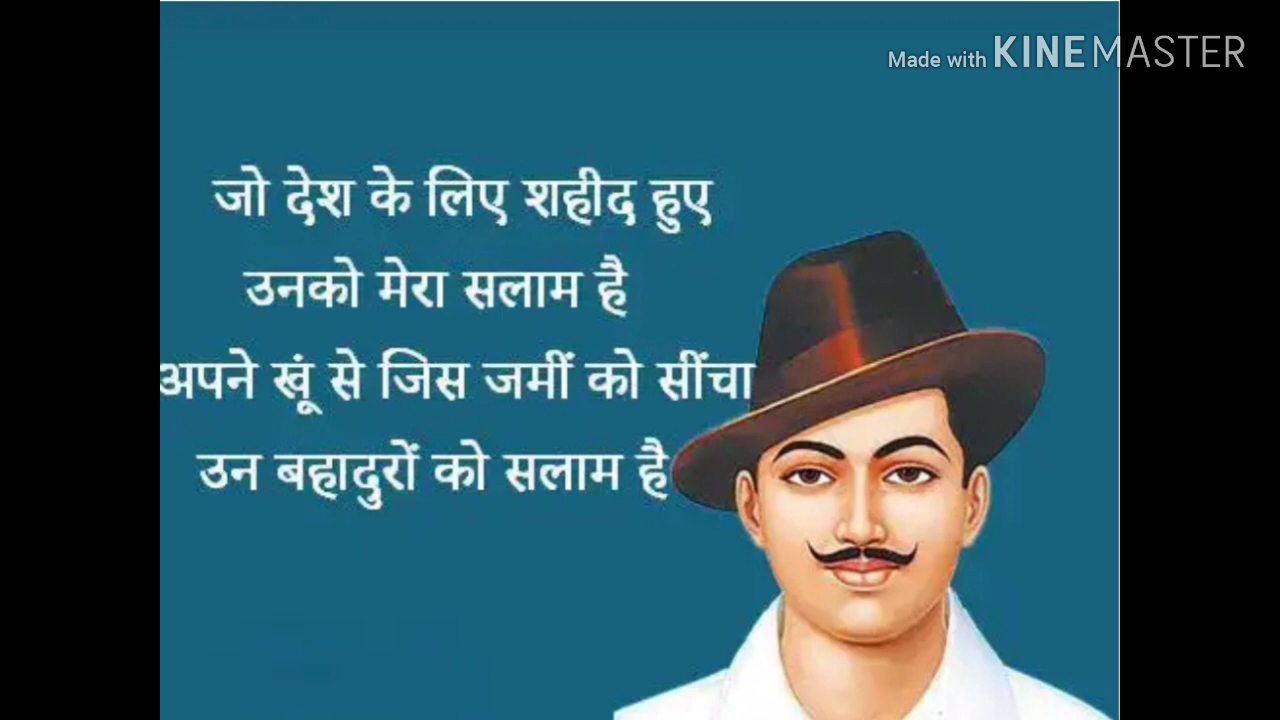 Made with KINEMASTER
जो देश के लिए शहीद हुए
उनको मेरा सलाम है
अपने खूं से जिस जमीं को सींचा
उन बहादुरों को सलाम है